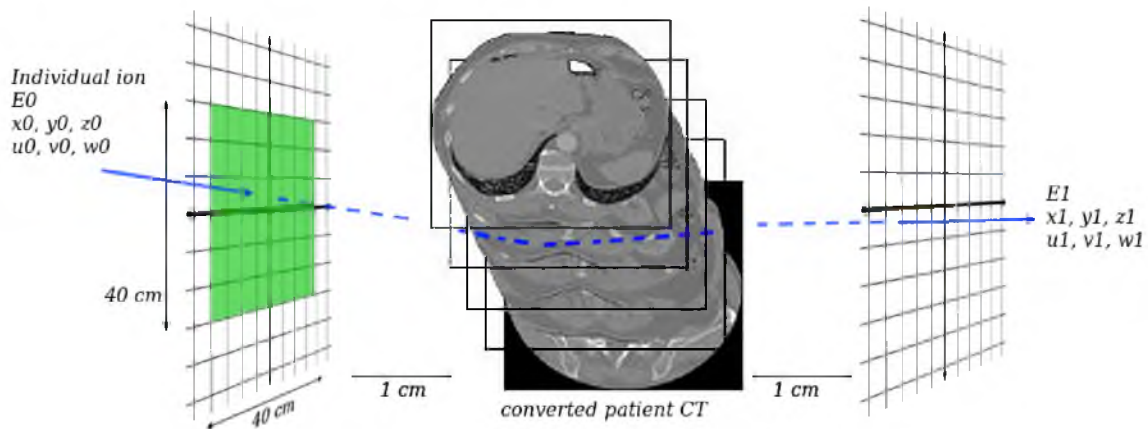 Individual ion
E0
x0, y0, z0
u0, v0, w0
40 cm
40 cm
1 cm
converted patient CT
1 cm
E1
x1, y1, z1
u1, v1, w1